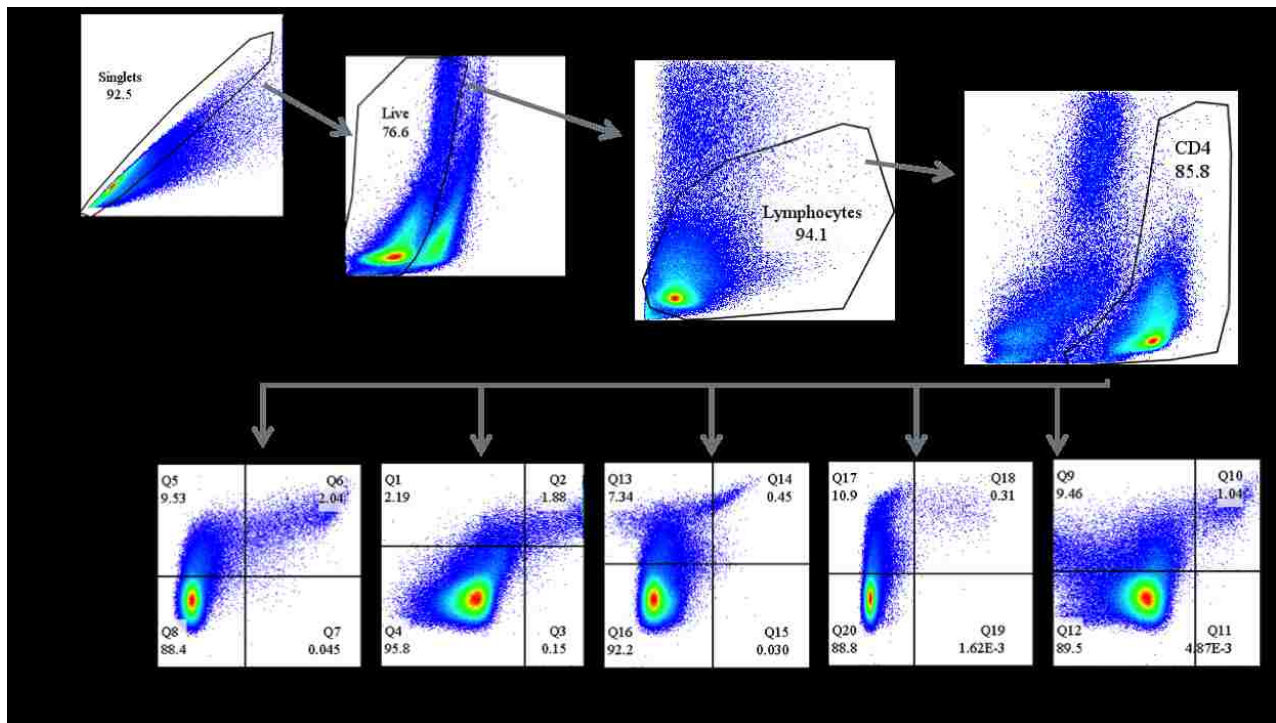 Singlets
92.5
Live
76.6
Lymphocytes
94.1
CD4
85.8
Q5
9.53
Q6
2.04
Q8
88.4
Q7
0.045
Q1
2.19
Q2
1.88
Q4
95.8
Q3
0.15
Q13
7.34
Q14
0.45
Q16
92.2
Q15
0.030
Q17
10.9
Q18
0.31
Q20
88.8
Q19
1.62E-3
Q9
9.46
Q10
1.04
Q12
89.5
Q11
4.87E-3